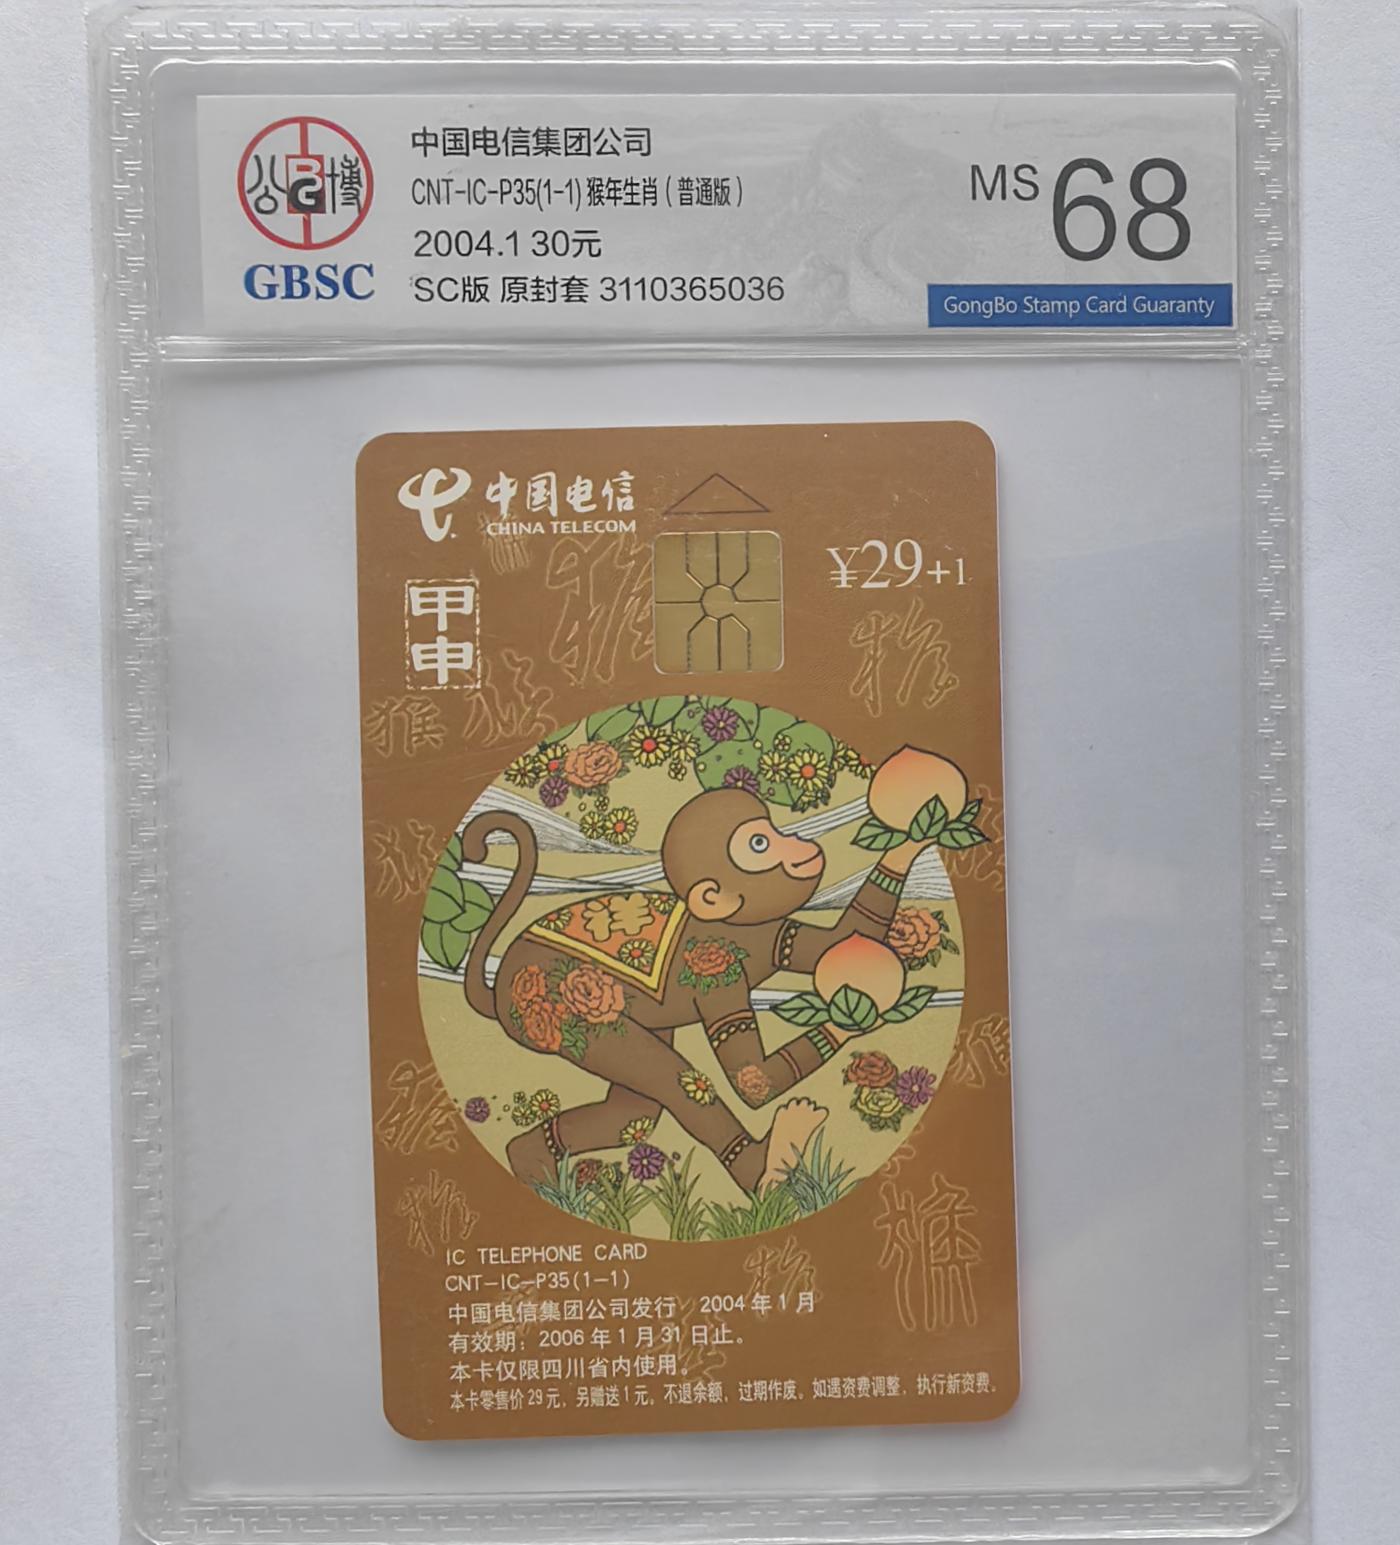 中国电信集团公司
CNT-IC-P35(1-1) 猴年生肖(普通版)
2004.1 30元
SC版 原封套 3110365036
公博
GBSC
MS 68
GongBo Stamp Card Guaranty
中国电信
CHINA TELECOM
¥29+1
甲申
猴
祥
IC TELEPHONE CARD
CNT-IC-P35(1-1)
中国电信集团公司发行 2004年1月
有效期：2006年1月31日止。
本卡仅限四川省内使用。
本卡零售价29元，另赠送1元。不退余额，过期作废。如遇资费调整，执行新资费。